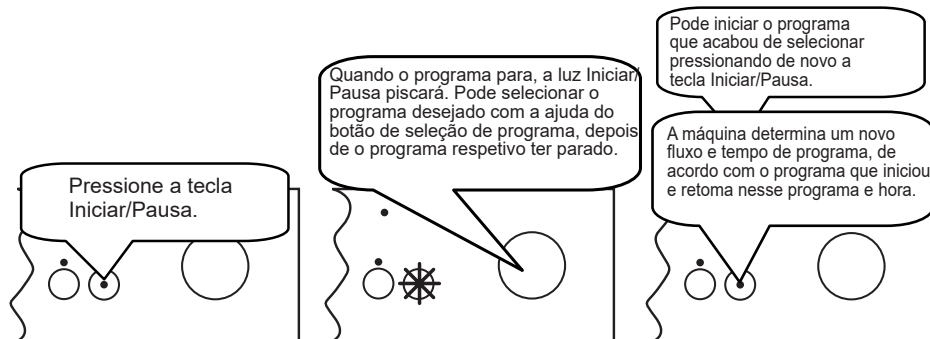 Pressione a tecla
Iniciar/Pausa.
Quando o programa para, a luz Iniciar/
Pausa piscará. Pode selecionar o
programa desejado com a ajuda do
botão de seleção de programa, depois
de o programa respetivo ter parado.
Pode iniciar o programa
que acabou de selecionar
pressionando de novo a
tecla Iniciar/Pausa.
A máquina determina um novo
fluxo e tempo de programa, de
acordo com o programa que iniciou
e retoma nesse programa e hora.